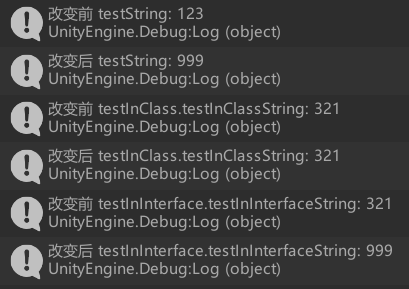 改变前 testString: 123
UnityEngine.Debug:Log (object)
改变后 testString: 999
UnityEngine.Debug:Log (object)
改变前 testInClass.testInClassString: 321
UnityEngine.Debug:Log (object)
改变后 testInClass.testInClassString: 321
UnityEngine.Debug:Log (object)
改变前 testInInterface.testInInterfaceString: 321
UnityEngine.Debug:Log (object)
改变后 testInInterface.testInInterfaceString: 999
UnityEngine.Debug:Log (object)